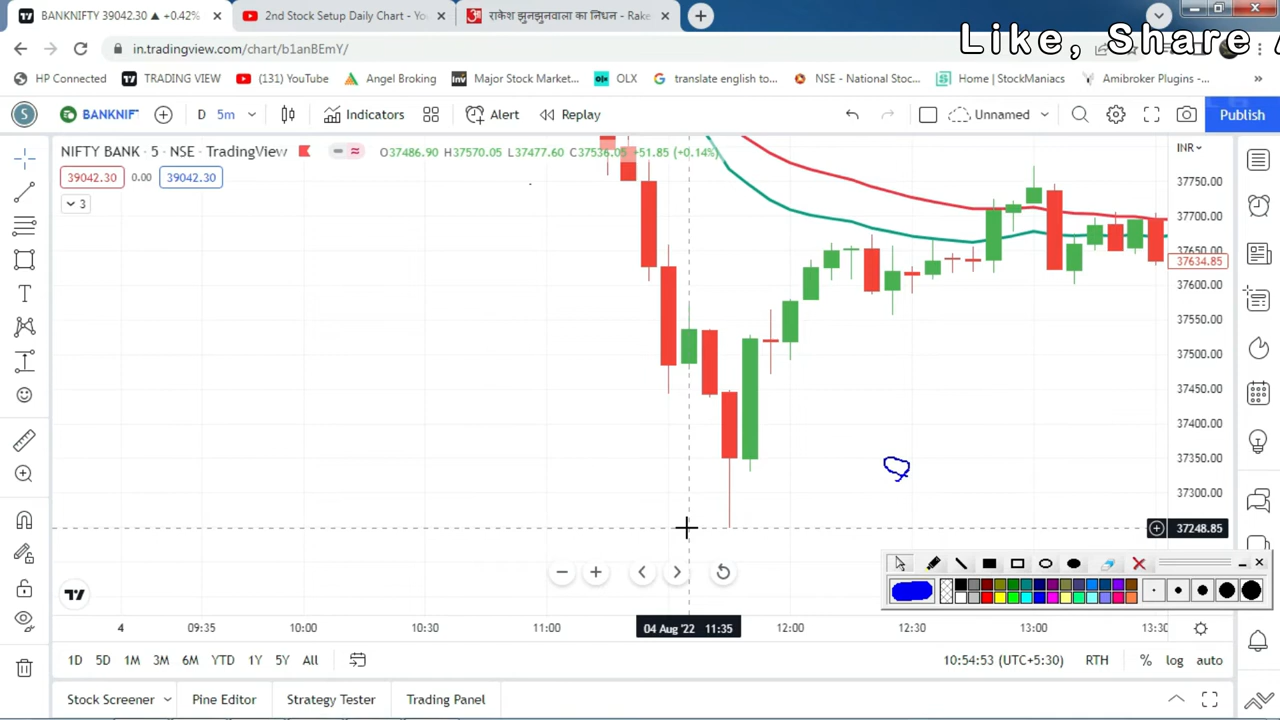 BANKNIFTY 39042.30 ▲ +0.42%
2nd Stock Setup Daily Chart - Yo
राकेश झुनझुनवाला का निधन - Rake
in.tradingview.com/chart/b1anBEmY/
Like, Share
HP Connected
TRADING VIEW
(131) YouTube
Angel Broking
Inv Major Stock Market...
OLX
translate english to...
NSE - National Stoc...
Home | StockManiacs
Amibroker Plugins -...
S BANKNIF D 5m Indicators Alert Replay Unnamed Publish
NIFTY BANK · 5 · NSE · TradingView O37486.90 H37570.05 L37477.60 C37536.05 +51.85 (+0.14%) INR
39042.30 0.00 39042.30
3
37750.00
37700.00
37650.00
37634.85
37600.00
37550.00
37500.00
37450.00
37400.00
37350.00
37300.00
37248.85
4 09:35 10:00 10:30 11:00 04 Aug '22 11:35 12:00 12:30 13:00 13:30
1D 5D 1M 3M 6M YTD 1Y 5Y All 10:54:53 (UTC+5:30) RTH % log auto
Stock Screener Pine Editor Strategy Tester Trading Panel